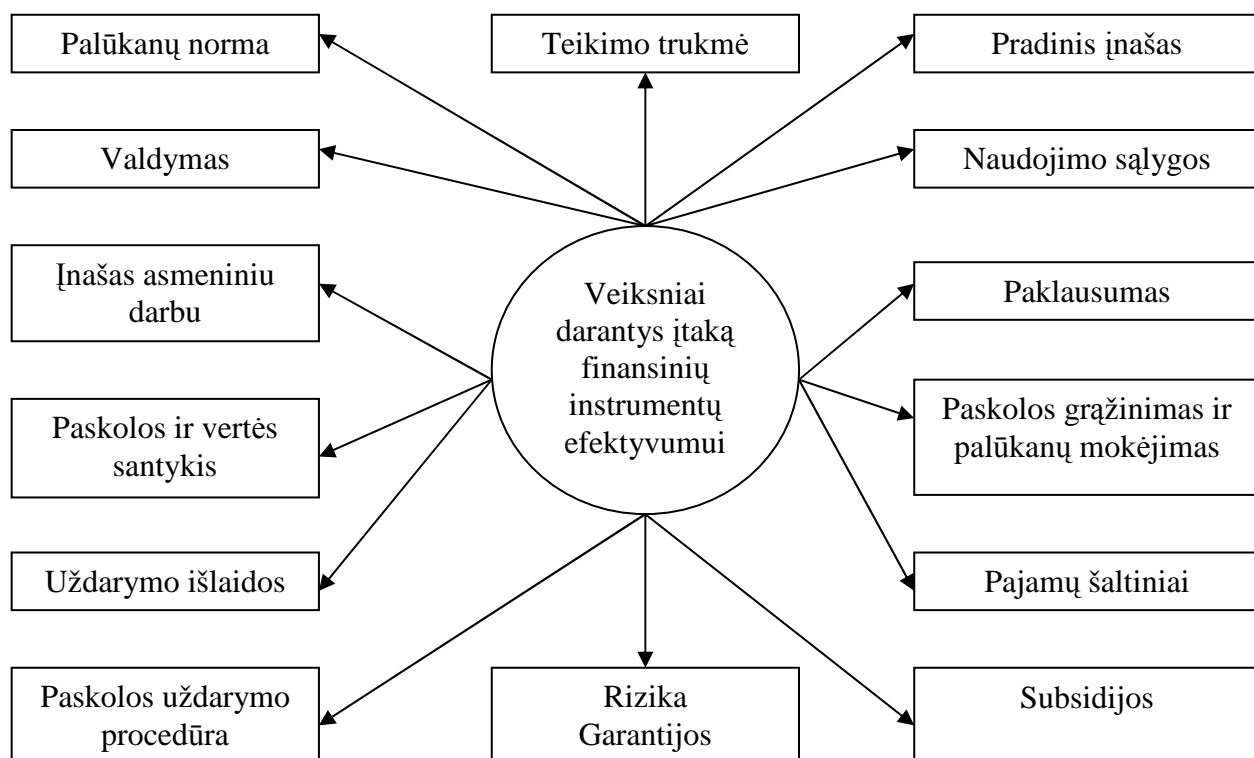 Palūkanų norma
Teikimo trukmė
Pradinis įnašas
Valdymas
Naudojimo sąlygos
Įnašas asmeniniu
darbu
Veiksniai
darantys įtaką
finansinių
instrumentų
efektyvumui
Paklausumas
Paskolos ir vertės
santykis
Paskolos grąžinimas ir
palūkanų mokėjimas
Uždarymo išlaidos
Pajamų šaltiniai
Paskolos uždarymo
procedūra
Rizika
Garantijos
Subsidijos